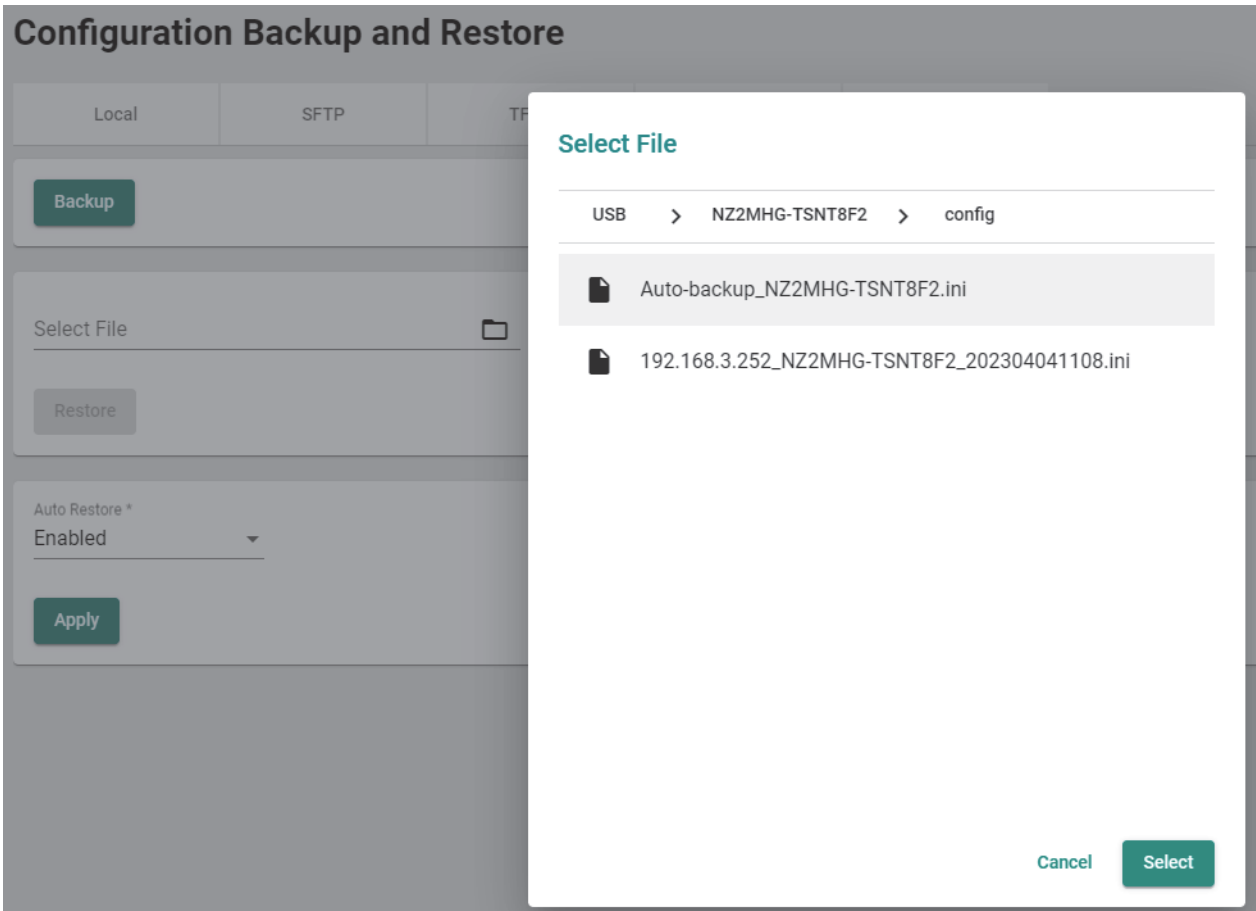 Configuration Backup and Restore
Local SFTP TF
Backup
Select File
Restore
Auto Restore *
Enabled
Apply
Select File
USB > NZ2MHG-TSNT8F2 > config
Auto-backup_NZ2MHG-TSNT8F2.ini
192.168.3.252_NZ2MHG-TSNT8F2_202304041108.ini
Cancel Select